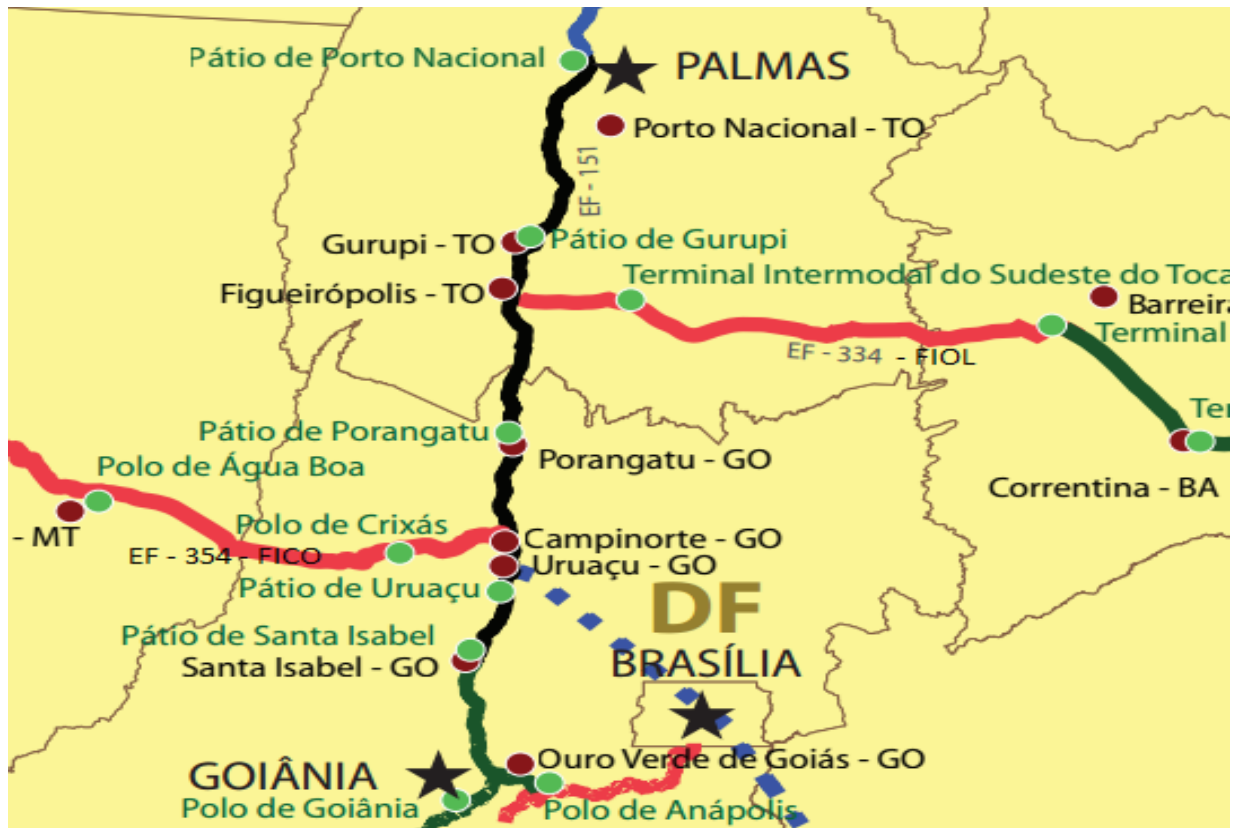 Pátio de Porto Nacional
PALMAS
Porto Nacional - TO
EF - 151
Gurupi - TO
Pátio de Gurupi
Terminal Intermodal do Sudeste do Toca
Figueirópolis - TO
Barreira
Terminal
EF - 334 - FIOL
Ter
Pátio de Porangatu
Porangatu - GO
Polo de Água Boa
Correntina - BA
Polo de Crixás
- MT
EF - 354 - FICO
Campinorte - GO
Uruaçu - GO
Pátio de Uruaçu
DF
Pátio de Santa Isabel
Santa Isabel - GO
BRASÍLIA
Ouro Verde de Goiás - GO
GOIÂNIA
Polo de Goiânia
Polo de Anápolis